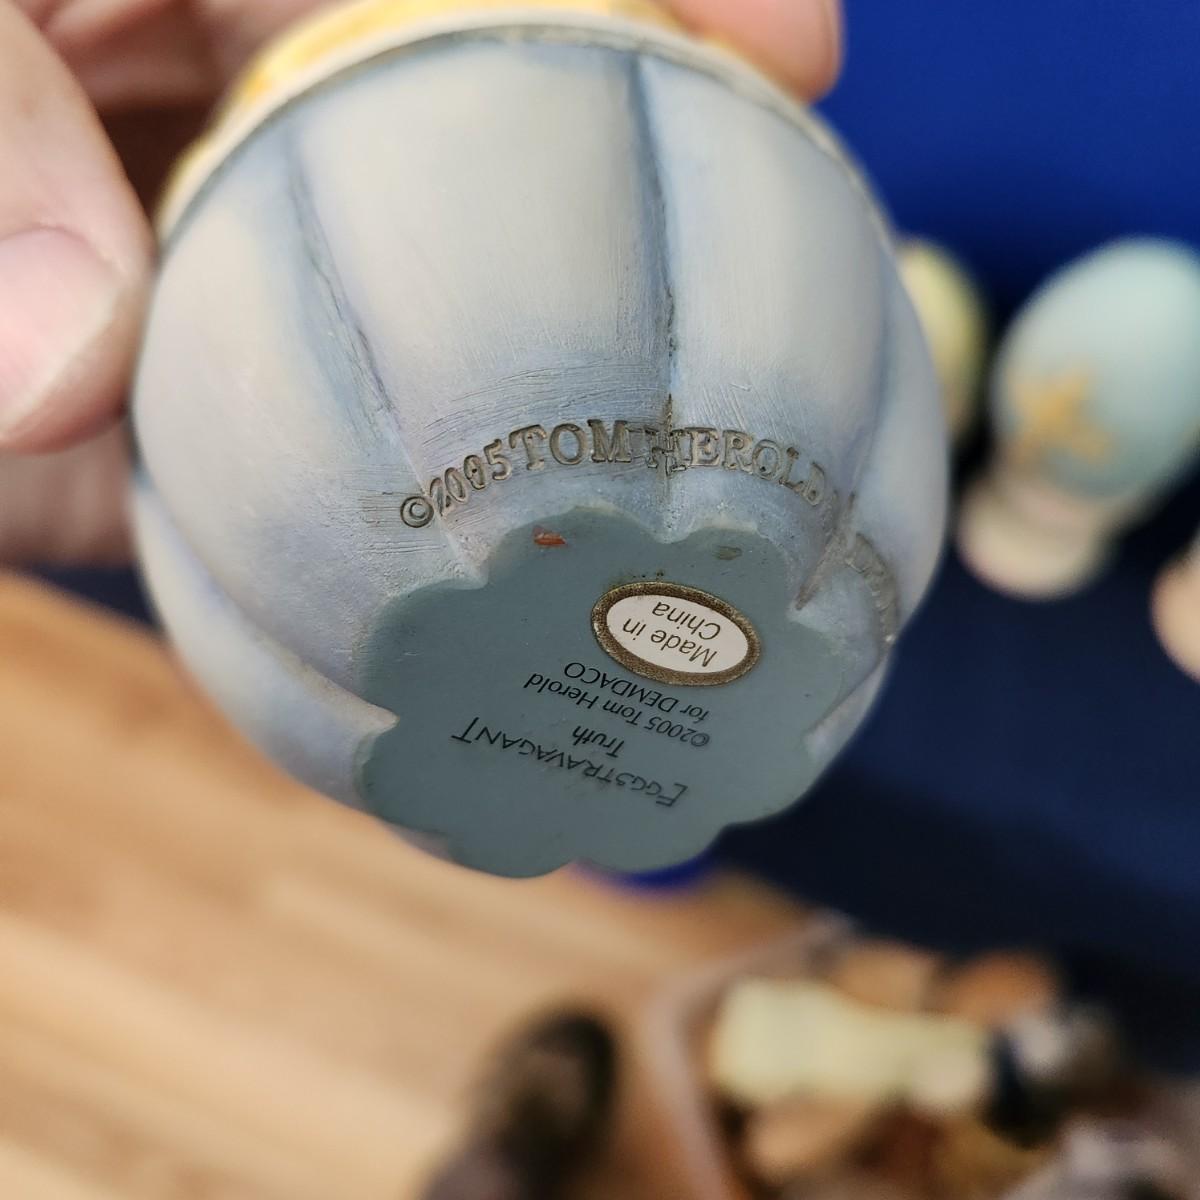 ©2005 TOM HEROLD
EGGSTRAVAGANT
Truth
©2005 Tom Herold
for DEMDACO
Made in
China